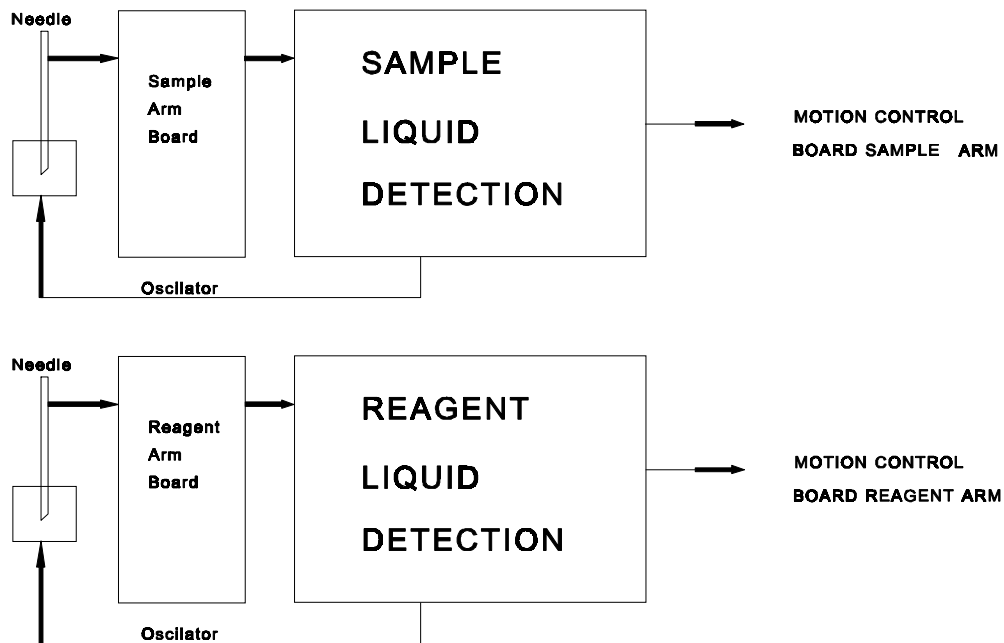 Needle
Sample
Arm
Board
SAMPLE
LIQUID
DETECTION
MOTION CONTROL
BOARD SAMPLE ARM
Oscilator
Needle
Reagent
Arm
Board
REAGENT
LIQUID
DETECTION
MOTION CONTROL
BOARD REAGENT ARM
Oscilator